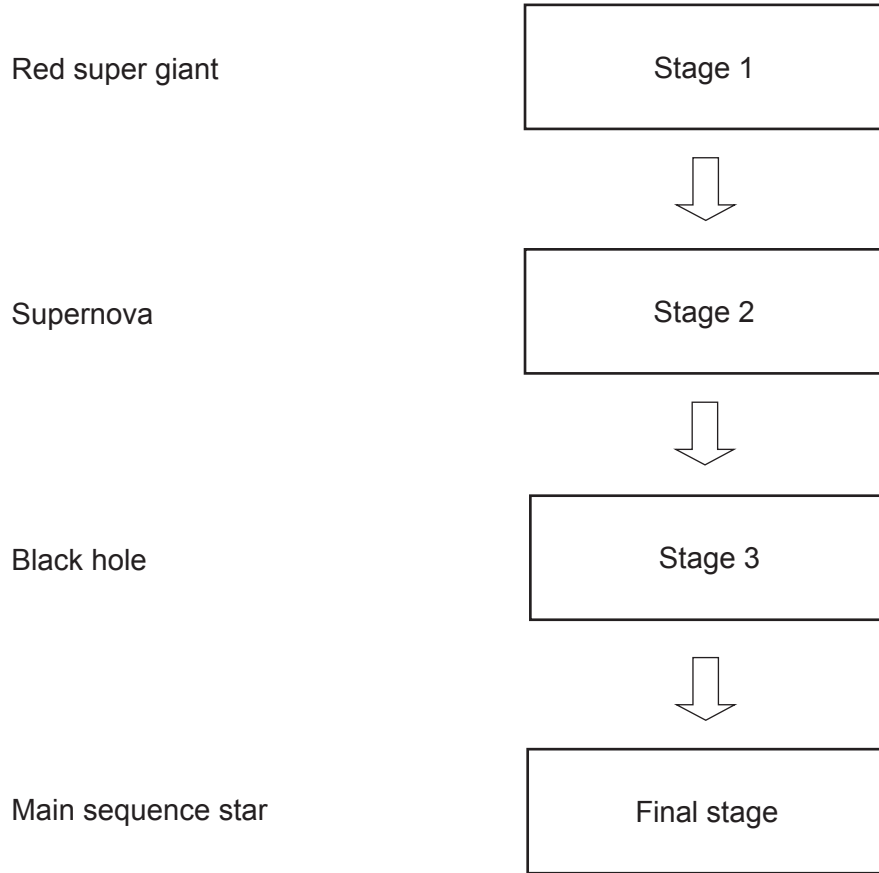 Red super giant
Stage 1
Supernova
Stage 2
Black hole
Stage 3
Main sequence star
Final stage